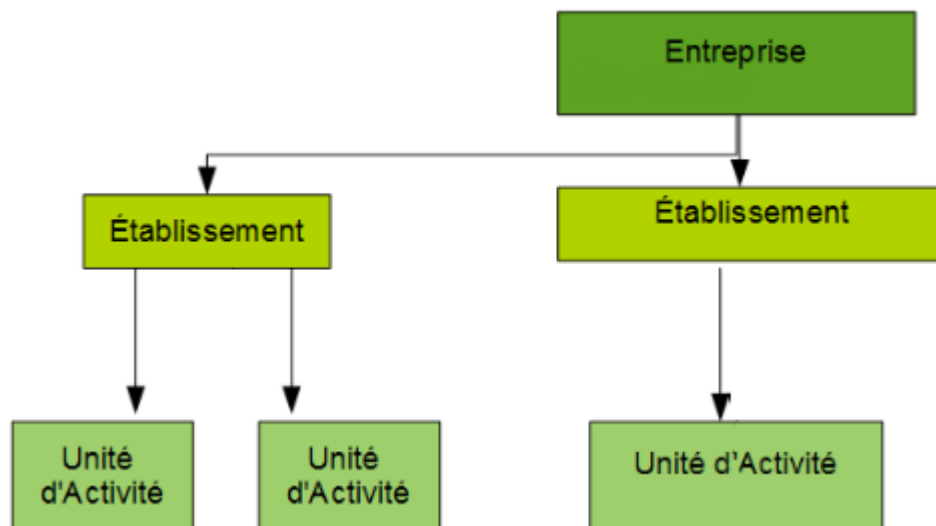 Entreprise
Établissement
Établissement
Unité
d'Activité
Unité
d'Activité
Unité d'Activité